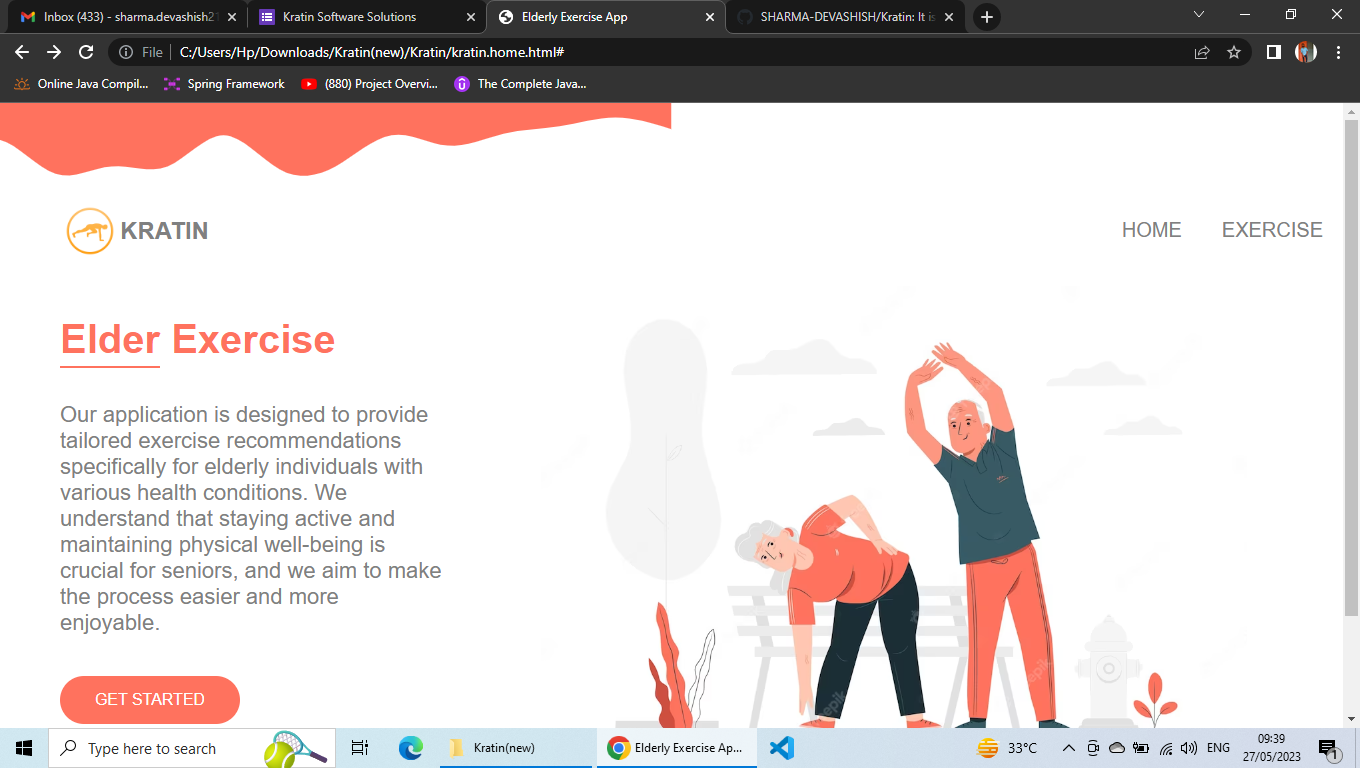 Inbox (433) - sharma.devashish21
Kratin Software Solutions
Elderly Exercise App
SHARMA-DEVASHISH/Kratin: It is
File
C:/Users/Hp/Downloads/Kratin(new)/Kratin/kratin.home.html#
Online Java Compil...
Spring Framework
(880) Project Overvi...
The Complete Java...
KRATIN
HOME
EXERCISE
Elder Exercise
Our application is designed to provide
tailored exercise recommendations
specifically for elderly individuals with
various health conditions. We
understand that staying active and
maintaining physical well-being is
crucial for seniors, and we aim to make
the process easier and more
enjoyable.
GET STARTED
Type here to search
Kratin(new)
Elderly Exercise Ap...
33°C
ENG
09:39
27/05/2023
1